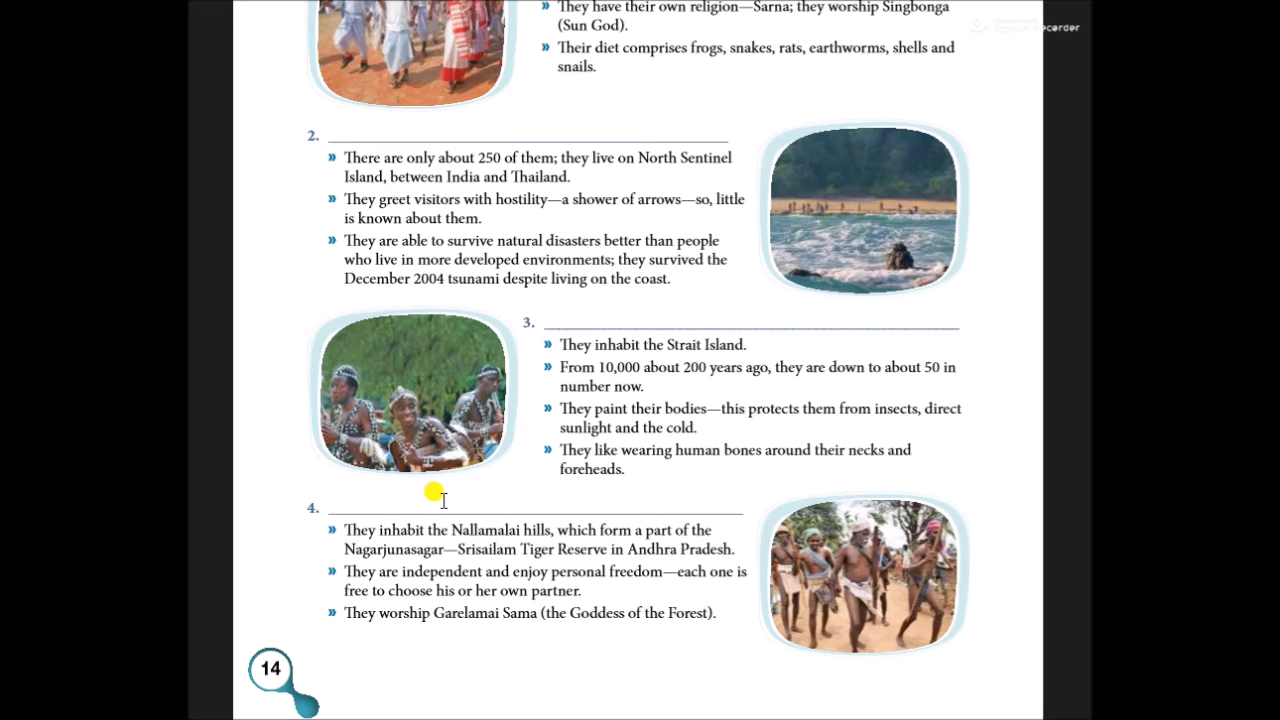 » They have their own religion—Sarna; they worship Singbonga
(Sun God).
» Their diet comprises frogs, snakes, rats, earthworms, shells and
snails.
2.
» There are only about 250 of them; they live on North Sentinel
Island, between India and Thailand.
» They greet visitors with hostility—a shower of arrows—so, little
is known about them.
» They are able to survive natural disasters better than people
who live in more developed environments; they survived the
December 2004 tsunami despite living on the coast.
3.
» They inhabit the Strait Island.
» From 10,000 about 200 years ago, they are down to about 50 in
number now.
» They paint their bodies—this protects them from insects, direct
sunlight and the cold.
» They like wearing human bones around their necks and
foreheads.
4.
» They inhabit the Nallamalai hills, which form a part of the
Nagarjunasagar—Srisailam Tiger Reserve in Andhra Pradesh.
» They are independent and enjoy personal freedom—each one is
free to choose his or her own partner.
» They worship Garelamai Sama (the Goddess of the Forest).
14